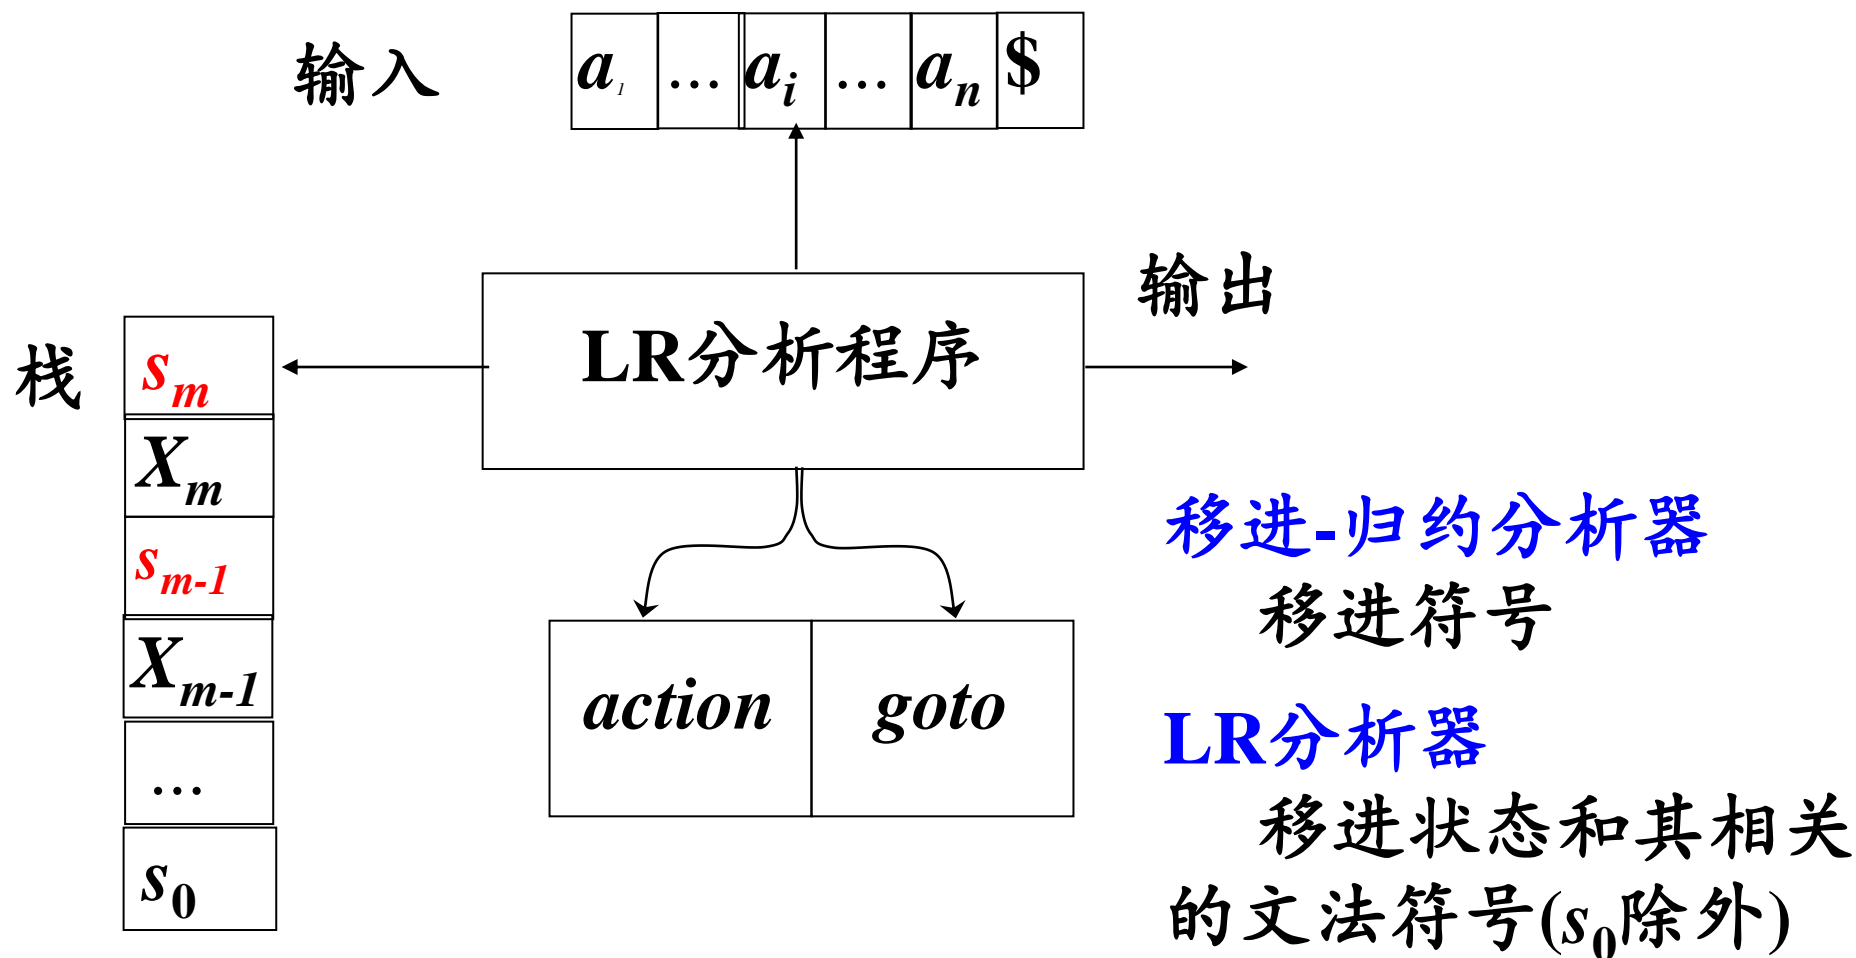 输入 a1 … ai … an $
输出
LR分析程序
栈
sm
Xm
sm-1
Xm-1
…
s0
action goto
移进-归约分析器
移进符号
LR分析器
移进状态和其相关
的文法符号(s0除外)